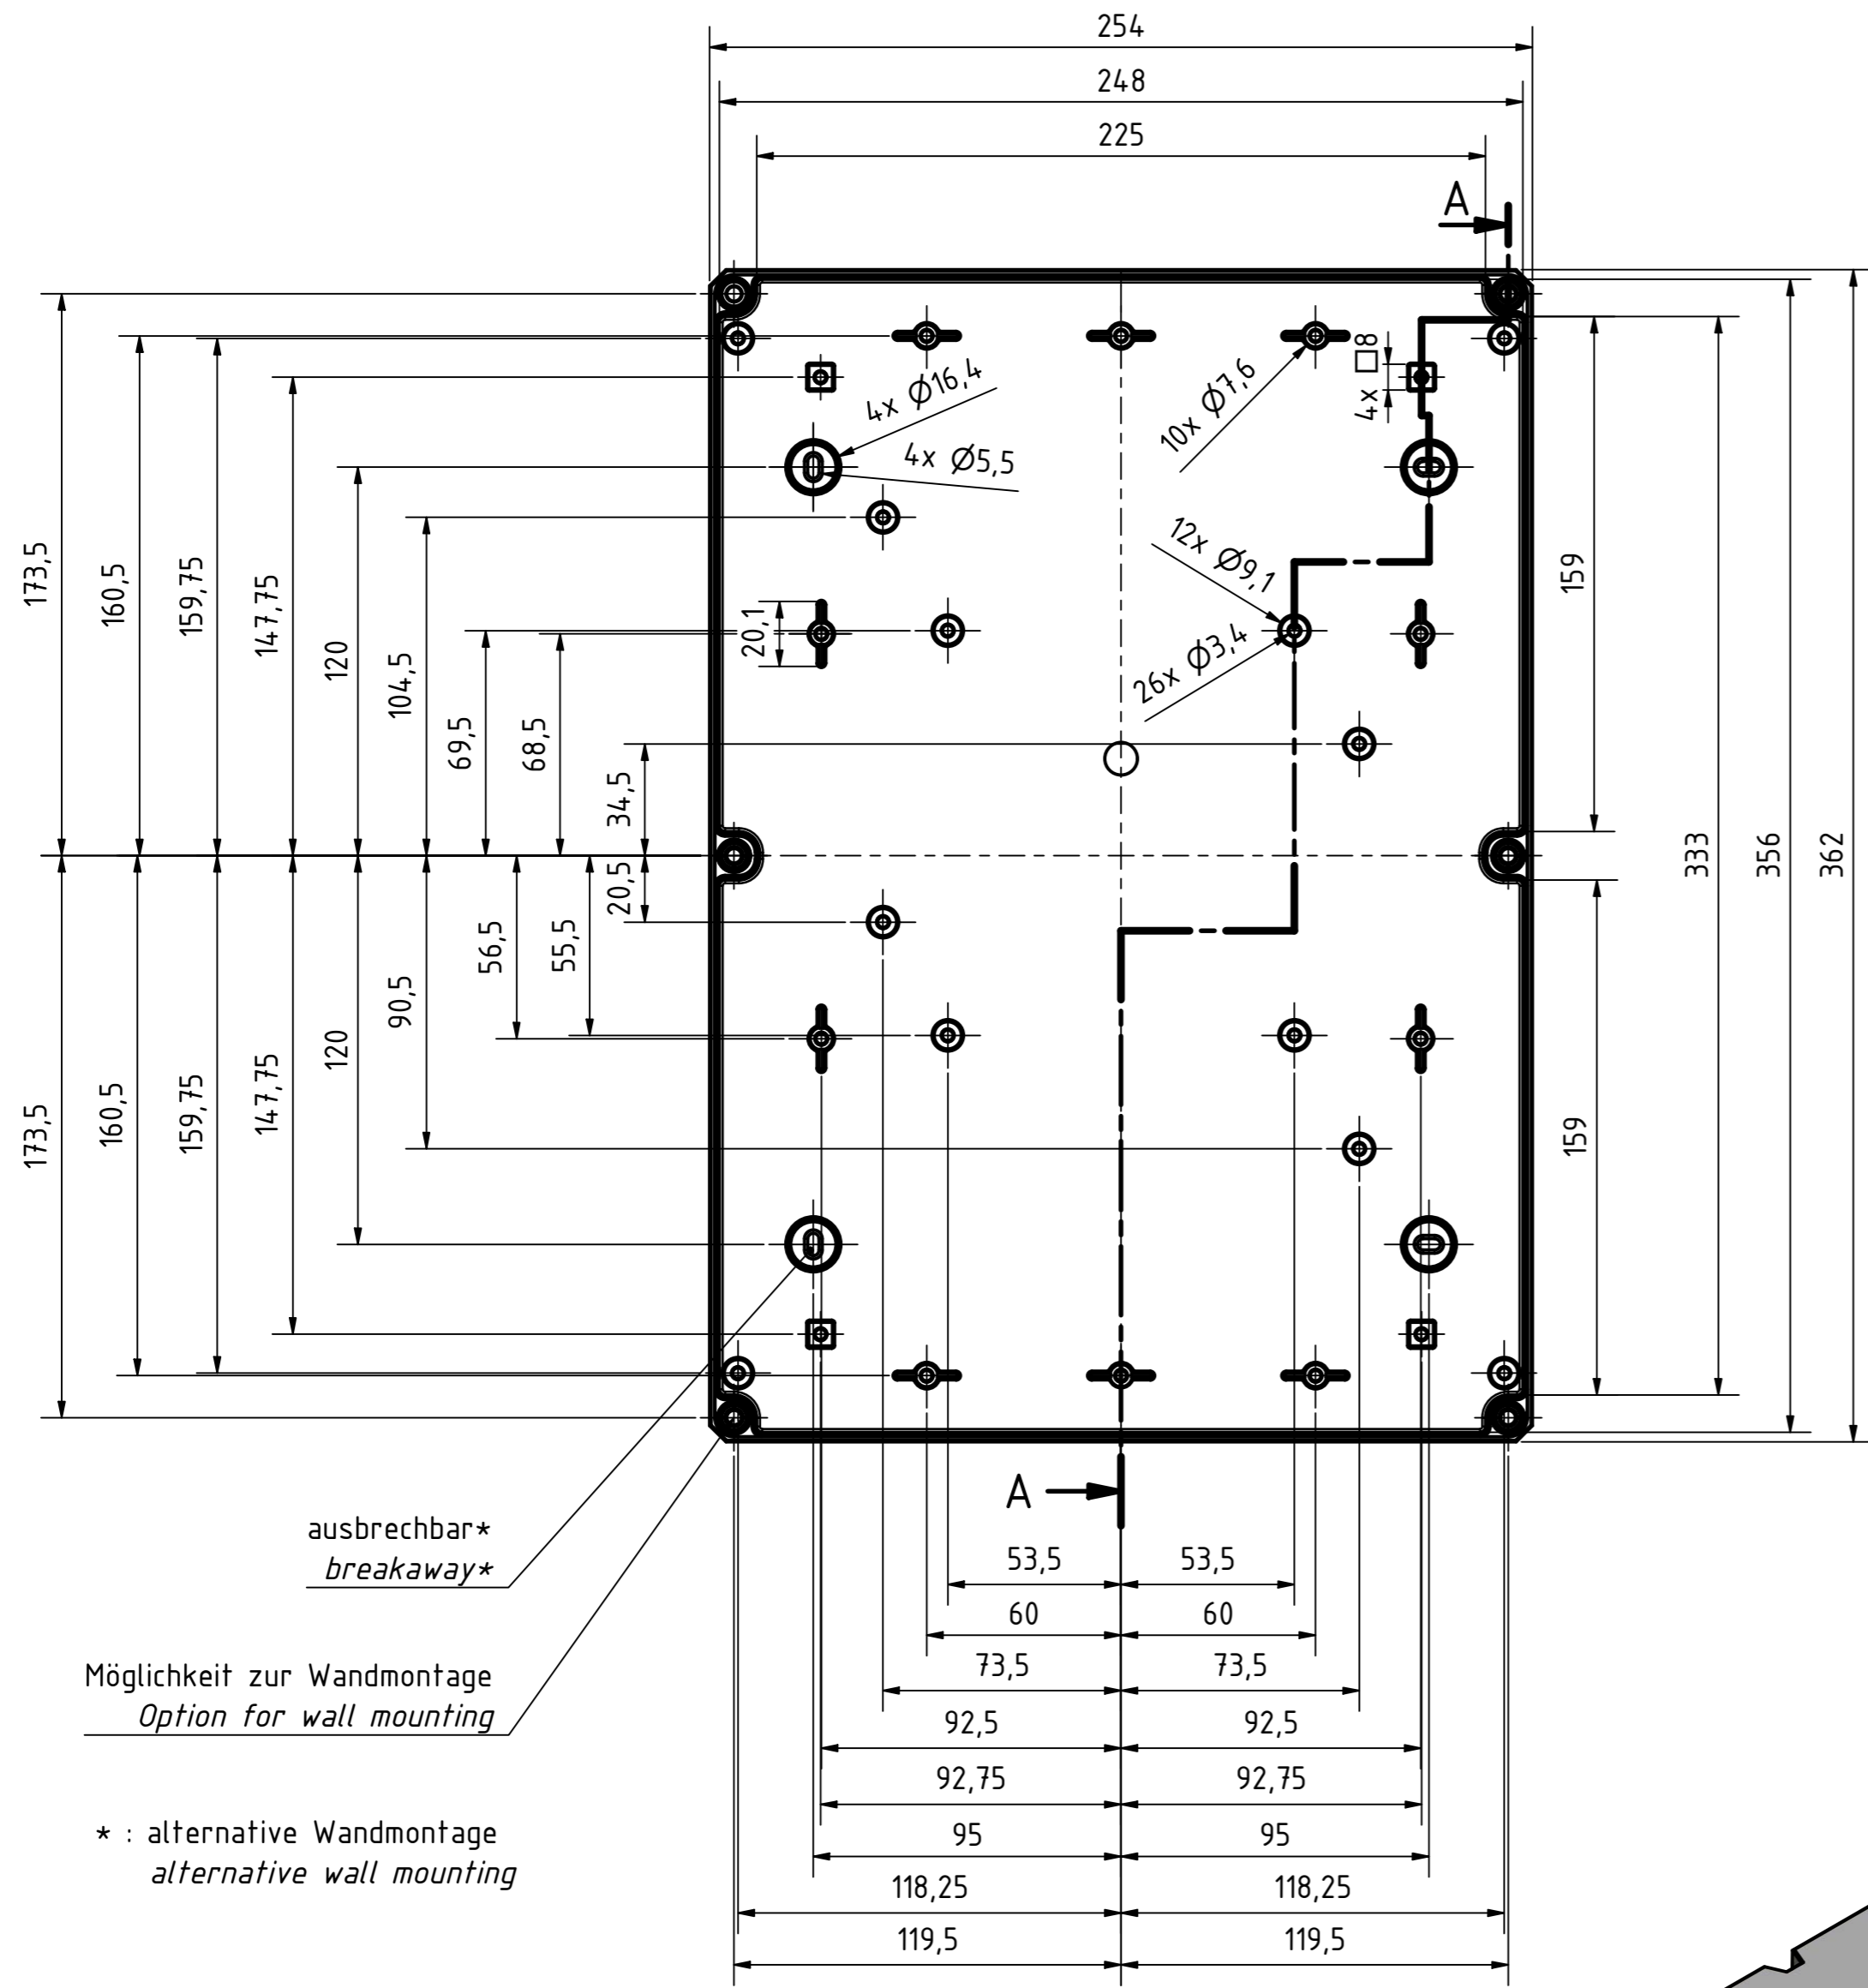 254
248
225
A
4x □8
4x Ø16,4
10x Ø7,6
4x Ø5,5
12x Ø9,1
26x Ø3,4
20,1
173,5
160,5
159,75
147,75
120
104,5
69,5
68,5
34,5
159
333
356
362
20,5
55,5
56,5
90,5
120
147,75
159,75
160,5
173,5
159
A
ausbrechbar*
breakaway*
Möglichkeit zur Wandmontage
Option for wall mounting
* : alternative Wandmontage
alternative wall mounting
53,5 53,5
60 60
73,5 73,5
92,5 92,5
92,75 92,75
95 95
118,25 118,25
119,5 119,5